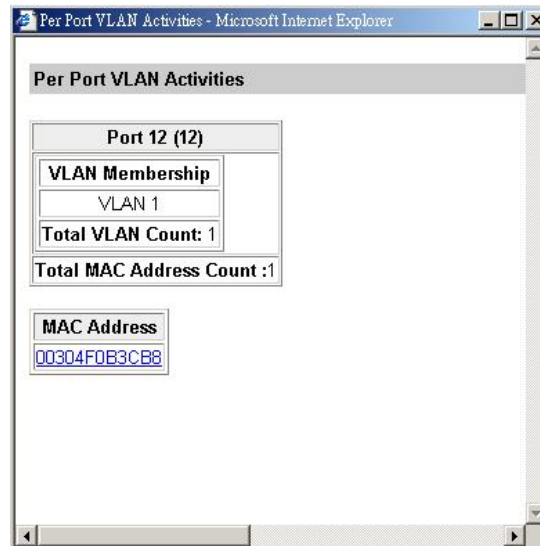 Per Port VLAN Activities - Microsoft Internet Explorer
Per Port VLAN Activities
Port 12 (12)
VLAN Membership
VLAN 1
Total VLAN Count: 1
Total MAC Address Count :1
MAC Address
00304F0B3CB8